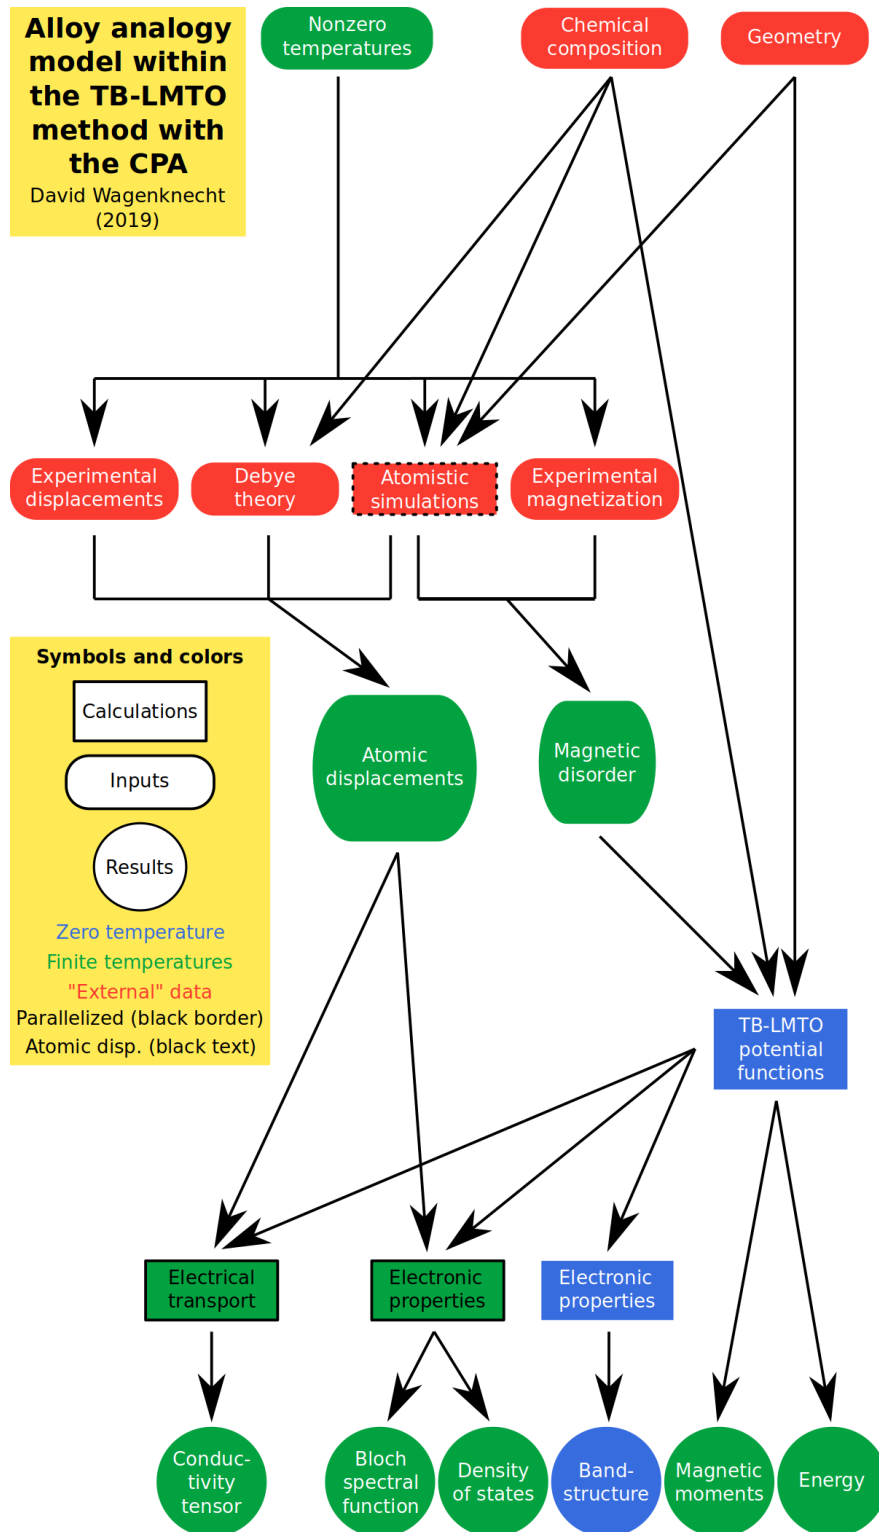 Alloy analogy
model within
the TB-LMTO
method with
the CPA
David Wagenknecht
(2019)
Nonzero
temperatures
Chemical
composition
Geometry
Experimental
displacements
Debye
theory
Atomistic
simulations
Experimental
magnetization
Symbols and colors
Calculations
Inputs
Results
Zero temperature
Finite temperatures
"External" data
Parallelized (black border)
Atomic disp. (black text)
Atomic
displacements
Magnetic
disorder
TB-LMTO
potential
functions
Electrical
transport
Electronic
properties
Electronic
properties
Conduc-
tivity
tensor
Bloch
spectral
function
Density
of states
Band-
structure
Magnetic
moments
Energy